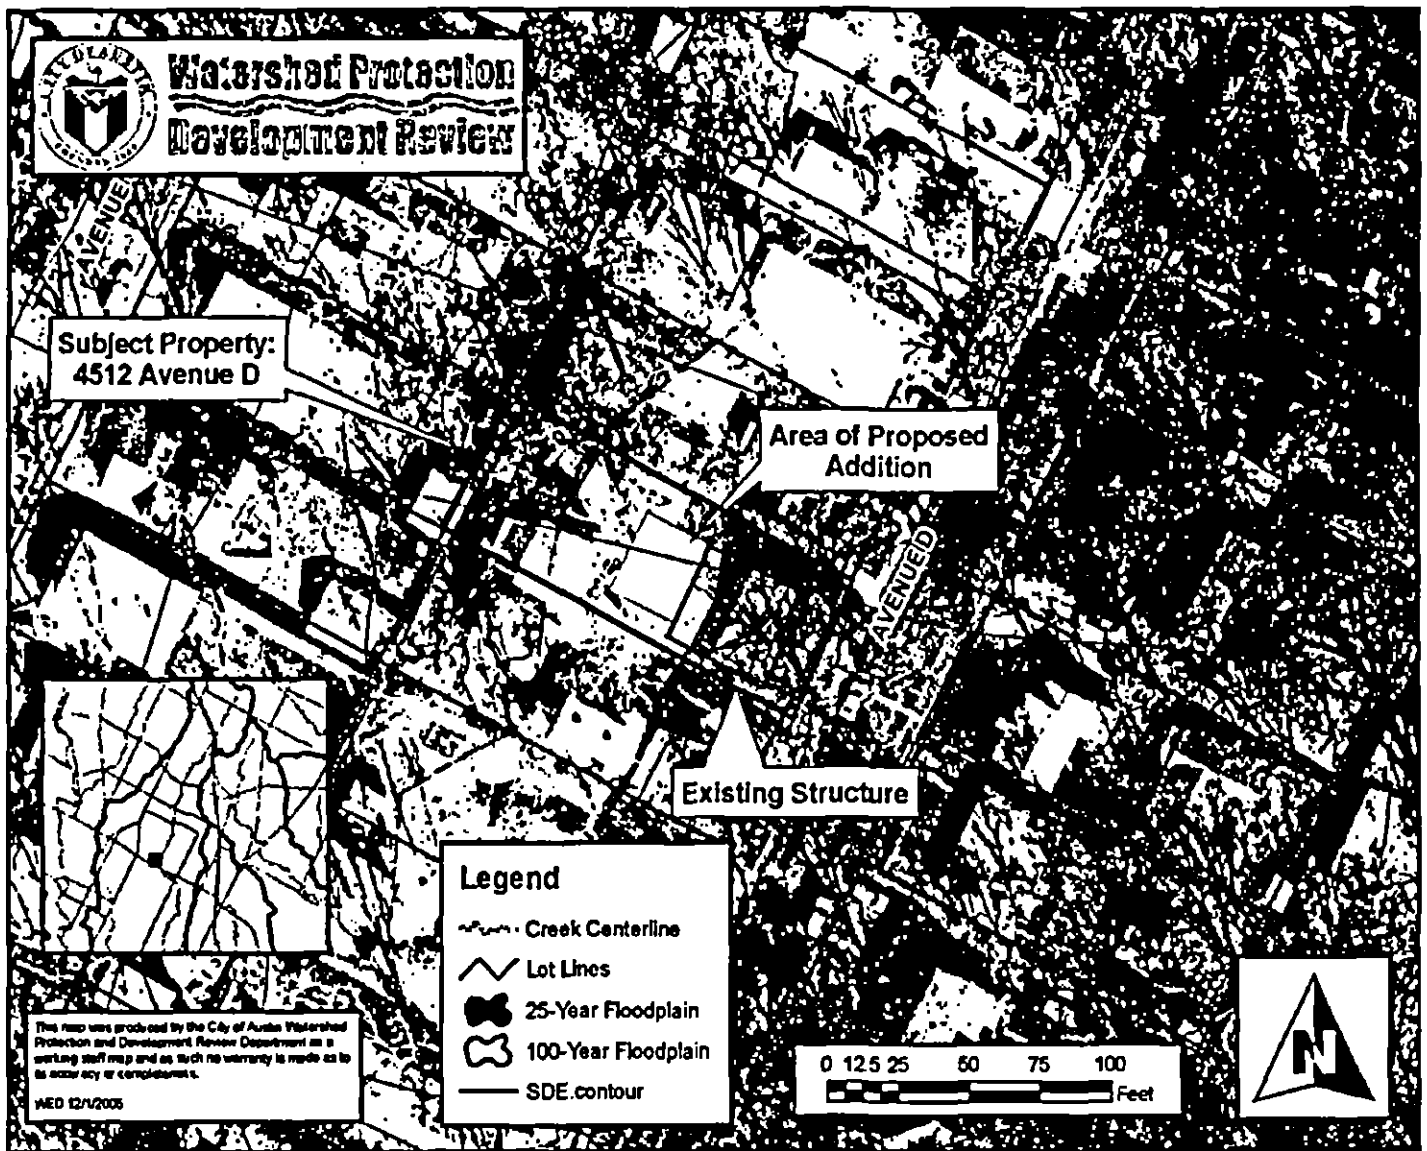 Watershed Protection
Development Review
AVENUE
Subject Property:
4512 Avenue D
Area of Proposed
Addition
AVENUE D
Existing Structure
Legend
Creek Centerline
Lot Lines
25-Year Floodplain
100-Year Floodplain
SDE.contour
This map was produced by the City of Austin Watershed
Protection and Development Review Department as a
working staff map and as such no warranty is made as to
its accuracy or completeness.
WED 12/1/2005
0 12.5 25 50 75 100
Feet
N